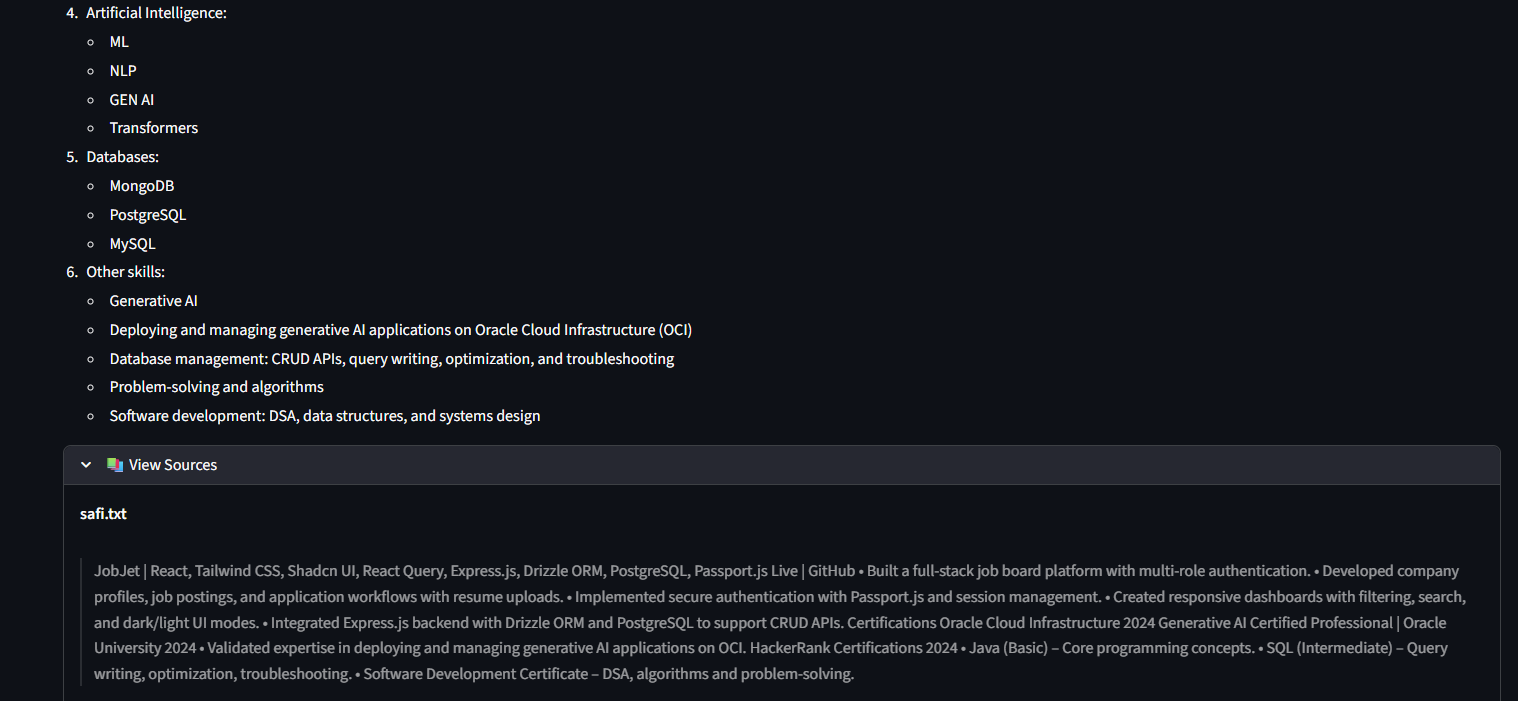 4. Artificial Intelligence:
ML
NLP
GEN AI
Transformers
5. Databases:
MongoDB
PostgreSQL
MySQL
6. Other skills:
Generative AI
Deploying and managing generative AI applications on Oracle Cloud Infrastructure (OCI)
Database management: CRUD APIs, query writing, optimization, and troubleshooting
Problem-solving and algorithms
Software development: DSA, data structures, and systems design
View Sources
safi.txt
JobJet | React, Tailwind CSS, Shadcn UI, React Query, Express.js, Drizzle ORM, PostgreSQL, Passport.js Live | GitHub • Built a full-stack job board platform with multi-role authentication. • Developed company
profiles, job postings, and application workflows with resume uploads. • Implemented secure authentication with Passport.js and session management. • Created responsive dashboards with filtering, search,
and dark/light UI modes. • Integrated Express.js backend with Drizzle ORM and PostgreSQL to support CRUD APIs. Certifications Oracle Cloud Infrastructure 2024 Generative AI Certified Professional | Oracle
University 2024 • Validated expertise in deploying and managing generative AI applications on OCI. HackerRank Certifications 2024 • Java (Basic) – Core programming concepts. • SQL (Intermediate) – Query
writing, optimization, troubleshooting. • Software Development Certificate – DSA, algorithms and problem-solving.